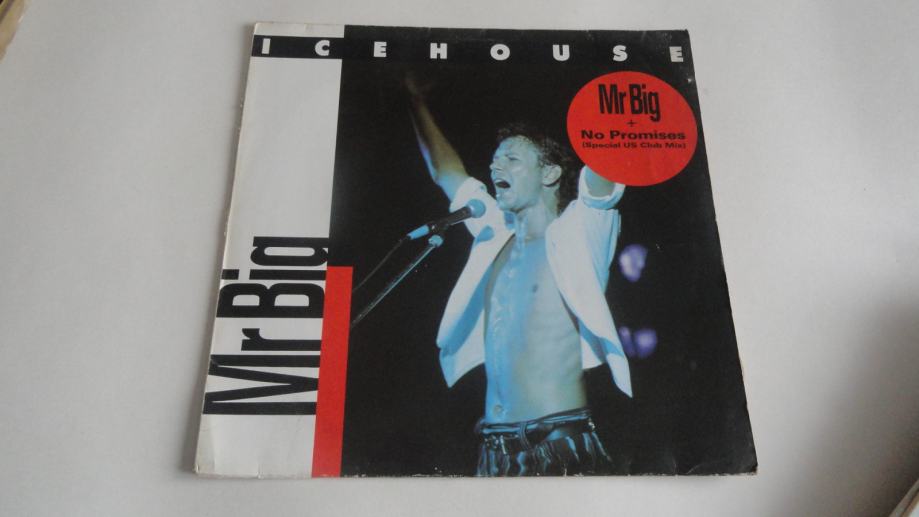 ICEHOUSE
Mr Big
+
No Promises
(Special US Club Mix)
Mr Big